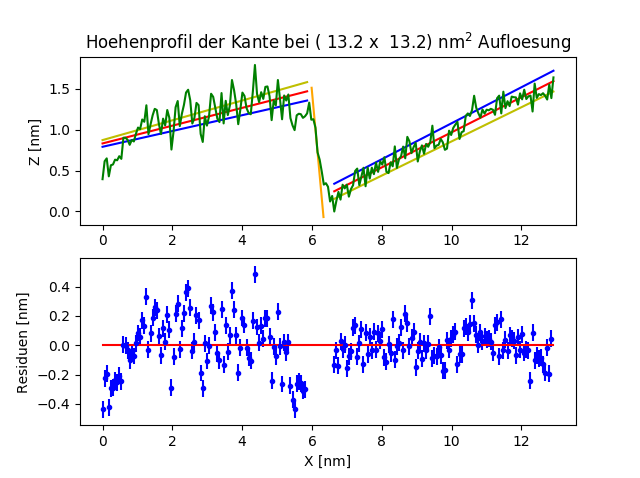 Hoehenprofil der Kante bei ( 13.2 x  13.2) nm² Aufloesung
Z [nm]
1.5
1.0
0.5
0.0
0 2 4 6 8 10 12
Residuen [nm]
0.4
0.2
0.0
−0.2
−0.4
0 2 4 6 8 10 12
X [nm]